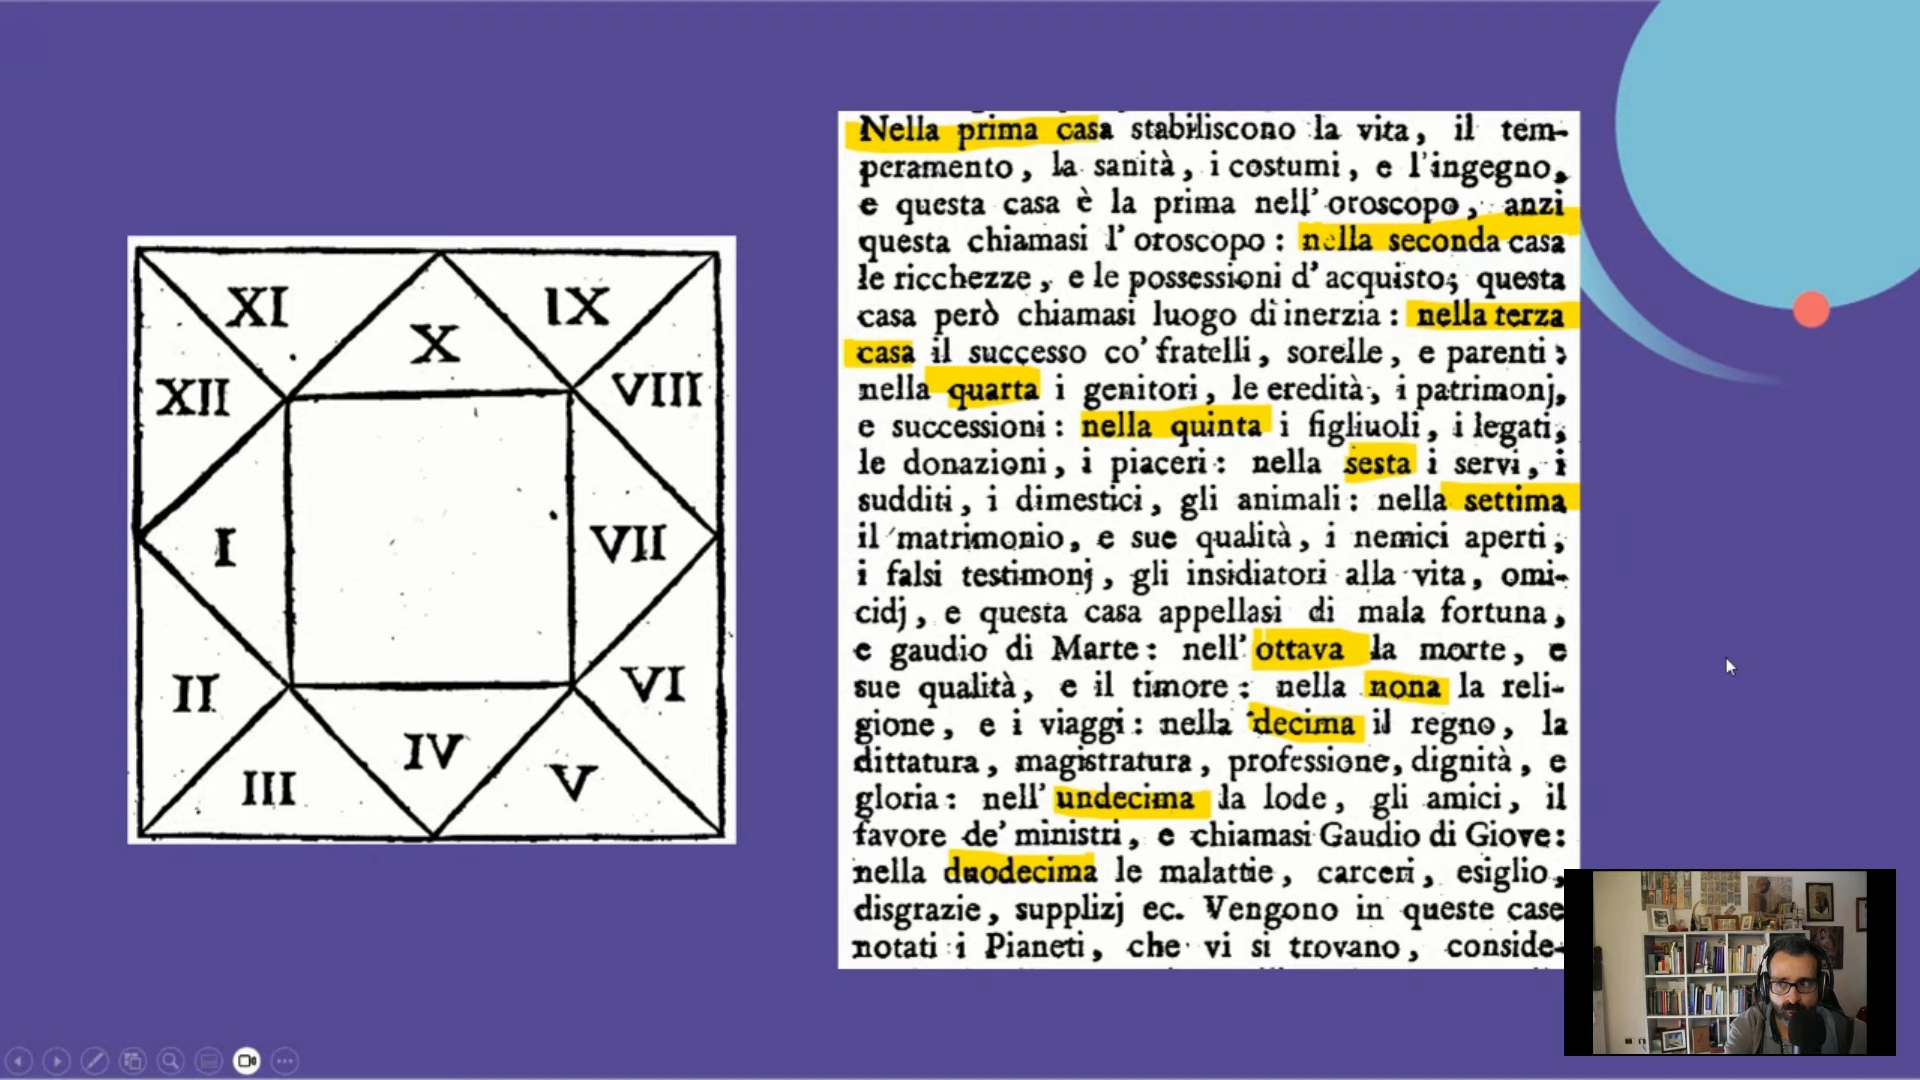 XI
X
IX
XII
VIII
I
VII
II
VI
III
IV
V
Nella prima casa stabiliscono la vita, il tem-
peramento, la sanità, i costumi, e l'ingegno,
e questa casa è la prima nell' oroscopo, anzi
questa chiamasi l' oroscopo: nella seconda casa
le ricchezze, e le possessioni d' acquisto; questa
casa però chiamasi luogo di inerzia: nella terza
casa il successo co' fratelli, sorelle, e parenti:
nella quarta i genitori, le eredità, i patrimonj,
e successioni: nella quinta i figliuoli, i legati,
le donazioni, i piaceri: nella sesta i servi, i
sudditi, i dimestici, gli animali: nella settima
il matrimonio, e sue qualità, i nemici aperti,
i falsi testimonj, gli insidiatori alla vita, omi-
cidj, e questa casa appellasi di mala fortuna,
e gaudio di Marte: nell' ottava la morte, e
sue qualità, e il timore: nella nona la reli-
gione, e i viaggi: nella decima il regno, la
dittatura, magistratura, professione, dignità, e
gloria: nell' undecima la lode, gli amici, il
favore de' ministri, e chiamasi Gaudio di Giove:
nella duodecima le malattie, carceri, esiglio,
disgrazie, supplizj ec. Vengono in queste case
notati i Pianeti, che vi si trovano, conside-